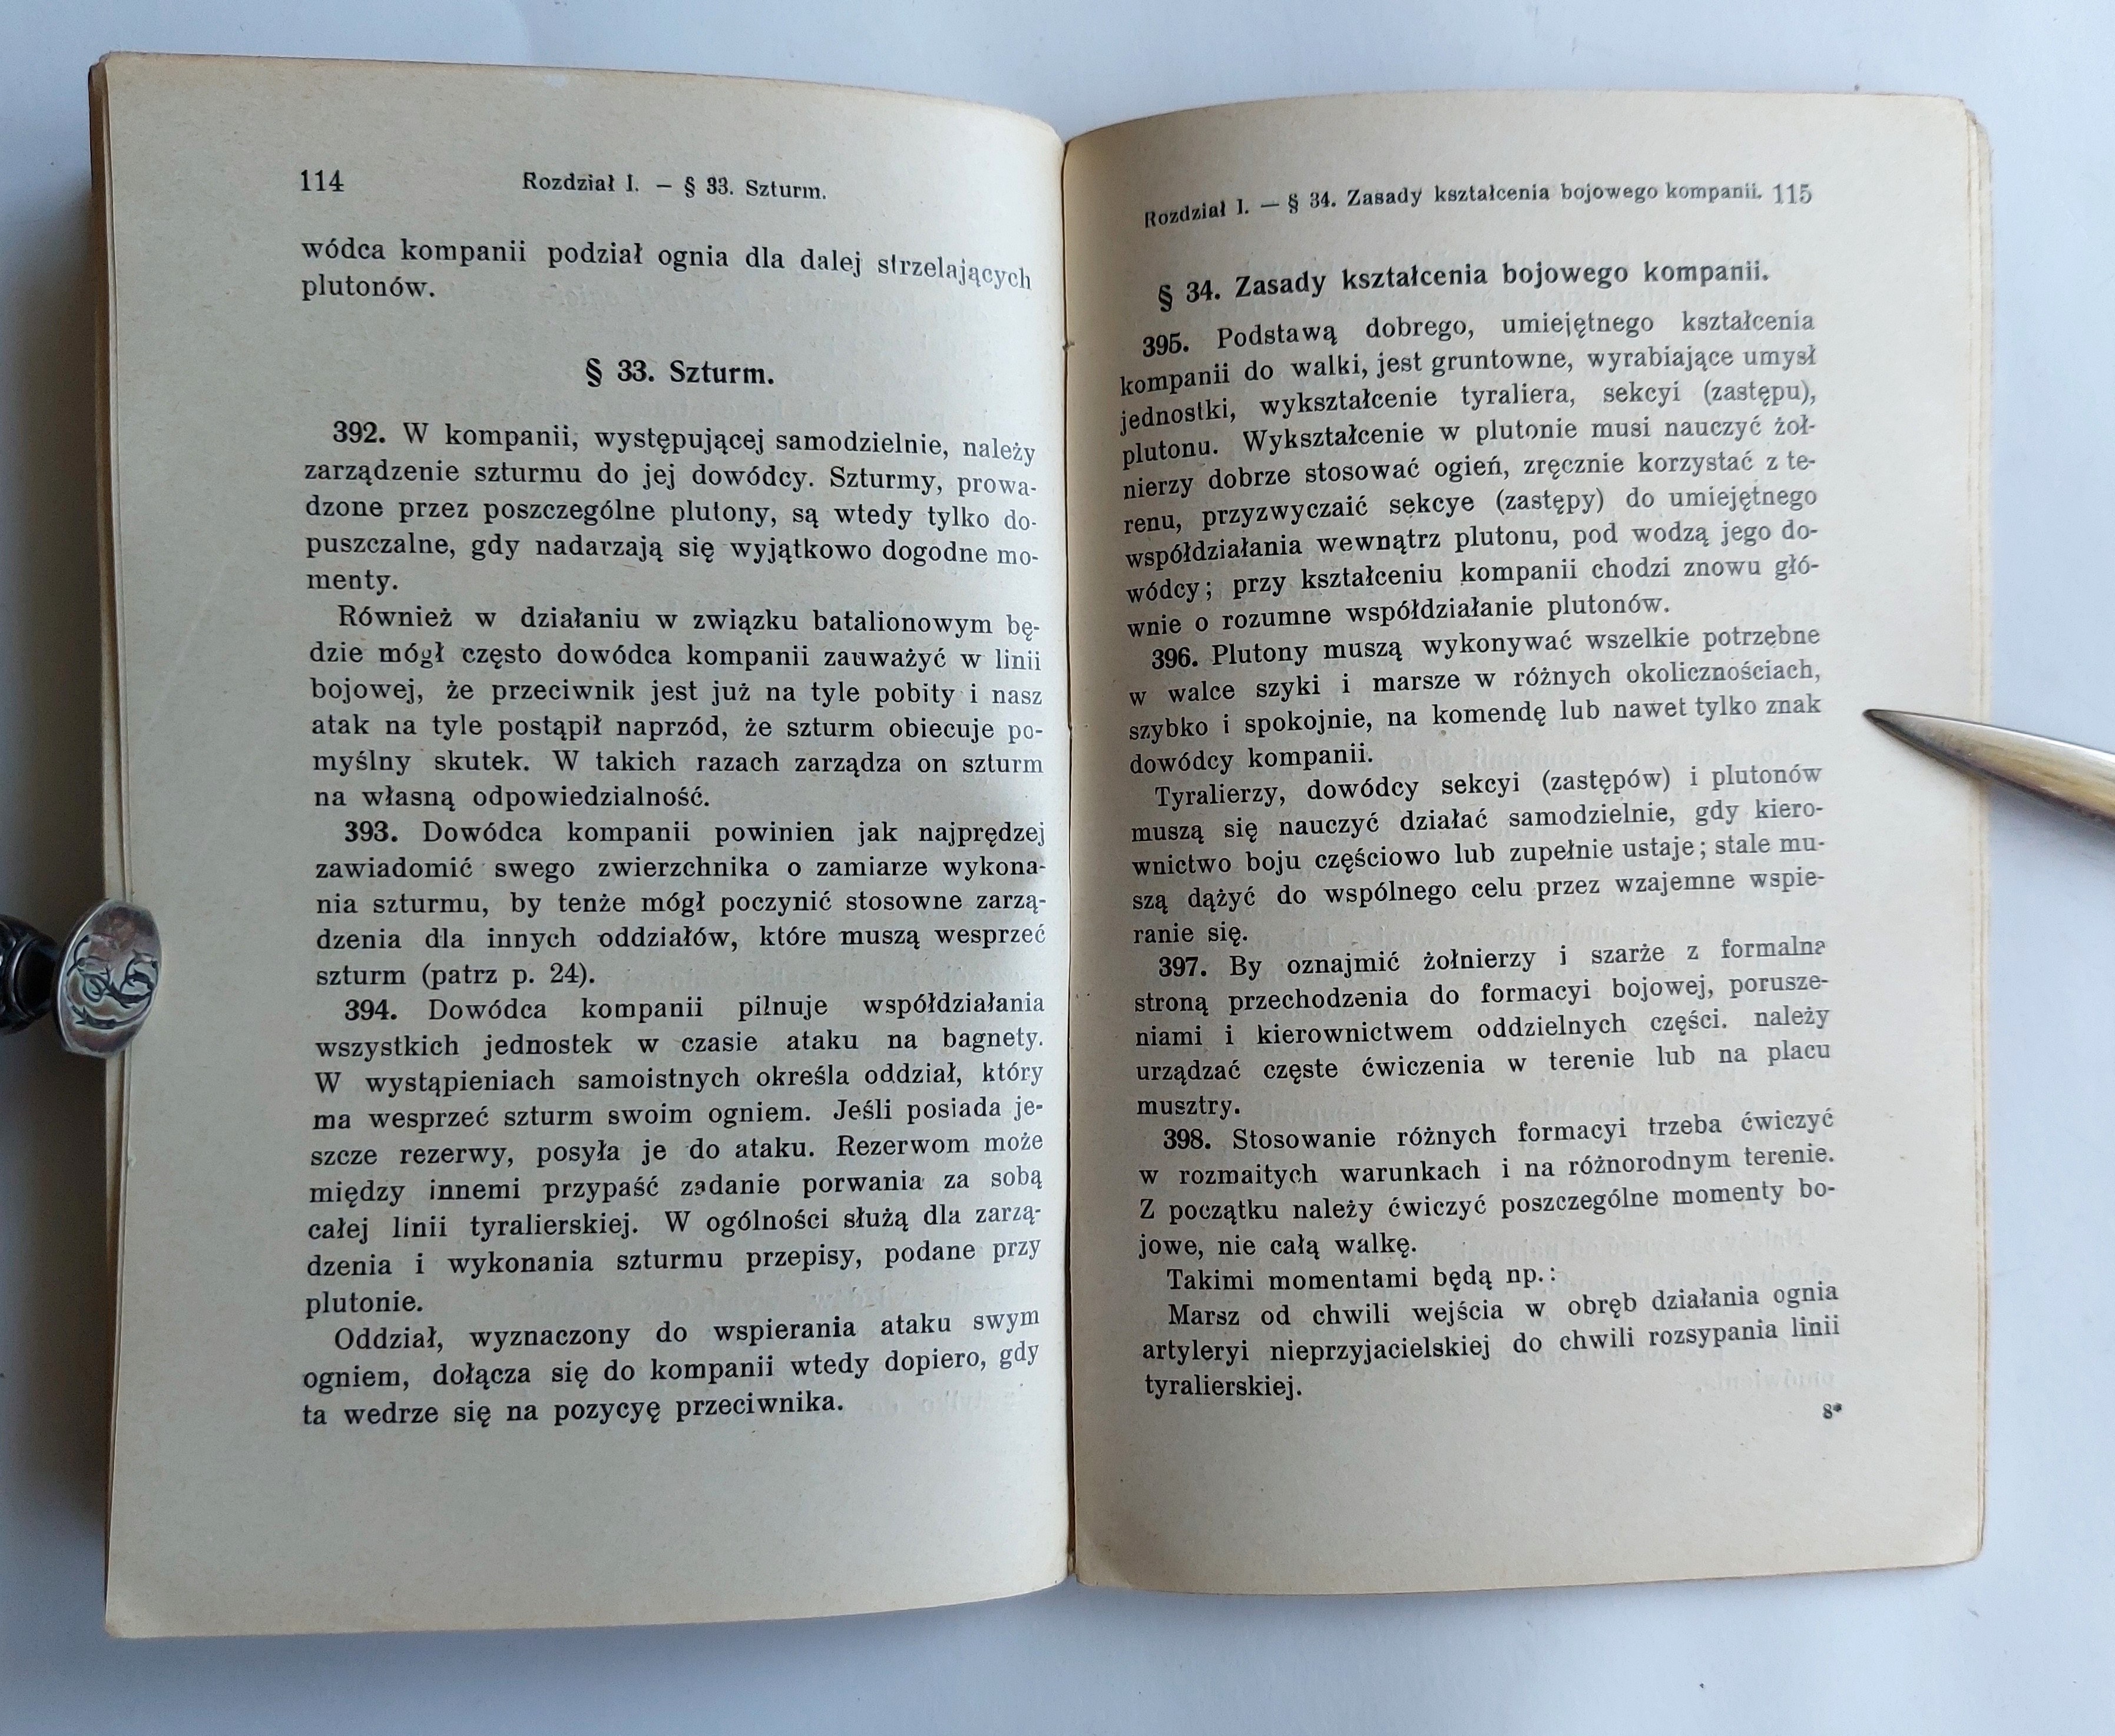 114 Rozdział I. — § 33. Szturm.
wódca kompanii podział ognia dla dalej strzelających
plutonów.
§ 33. Szturm.
392. W kompanii, występującej samodzielnie, należy
zarządzenie szturmu do jej dowódcy. Szturmy, prowa-
dzone przez poszczególne plutony, są wtedy tylko do-
puszczalne, gdy nadarzają się wyjątkowo dogodne mo-
menty.
Również w działaniu w związku batalionowym bę-
dzie mógł często dowódca kompanii zauważyć w linii
bojowej, że przeciwnik jest już na tyle pobity i nasz
atak na tyle postąpił naprzód, że szturm obiecuje po-
myślny skutek. W takich razach zarządza on szturm
na własną odpowiedzialność.
393. Dowódca kompanii powinien jak najprędzej
zawiadomić swego zwierzchnika o zamiarze wykona-
nia szturmu, by tenże mógł poczynić stosowne zarzą-
dzenia dla innych oddziałów, które muszą wesprzeć
szturm (patrz p. 24).
394. Dowódca kompanii pilnuje współdziałania
wszystkich jednostek w czasie ataku na bagnety.
W wystąpieniach samoistnych określa oddział, który
ma wesprzeć szturm swoim ogniem. Jeśli posiada je-
szcze rezerwy, posyła je do ataku. Rezerwom może
między innemi przypaść zadanie porwania za sobą
całej linii tyralierskiej. W ogólności służą dla zarzą-
dzenia i wykonania szturmu przepisy, podane przy
plutonie.
Oddział, wyznaczony do wspierania ataku swym
ogniem, dołącza się do kompanii wtedy dopiero, gdy
ta wedrze się na pozycyę przeciwnika.
Rozdział I. — § 34. Zasady kształcenia bojowego kompanii. 115
§ 34. Zasady kształcenia bojowego kompanii.
395. Podstawą dobrego, umiejętnego kształcenia
kompanii do walki, jest gruntowne, wyrabiające umysł
jednostki, wykształcenie tyraliera, sekcyi (zastępu),
plutonu. Wykształcenie w plutonie musi nauczyć żoł-
nierzy dobrze stosować ogień, zręcznie korzystać z te-
renu, przyzwyczaić sekcye (zastępy) do umiejętnego
współdziałania wewnątrz plutonu, pod wodzą jego do-
wódcy; przy kształceniu kompanii chodzi znowu głó-
wnie o rozumne współdziałanie plutonów.
396. Plutony muszą wykonywać wszelkie potrzebne
w walce szyki i marsze w różnych okolicznościach,
szybko i spokojnie, na komendę lub nawet tylko znak
dowódcy kompanii.
Tyralierzy, dowódcy sekcyi (zastępów) i plutonów
muszą się nauczyć działać samodzielnie, gdy kiero-
wnictwo boju częściowo lub zupełnie ustaje; stale mu-
szą dążyć do wspólnego celu przez wzajemne wspie-
ranie się.
397. By oznajmić żołnierzy i szarże z formalną
stroną przechodzenia do formacyi bojowej, porusze-
niami i kierownictwem oddzielnych części. należy
urządzać częste ćwiczenia w terenie lub na placu
musztry.
398. Stosowanie różnych formacyi trzeba ćwiczyć
w rozmaitych warunkach i na różnorodnym terenie.
Z początku należy ćwiczyć poszczególne momenty bo-
jowe, nie całą walkę.
Takimi momentami będą np.:
Marsz od chwili wejścia w obręb działania ognia
artyleryi nieprzyjacielskiej do chwili rozsypania linii
tyralierskiej.
8*